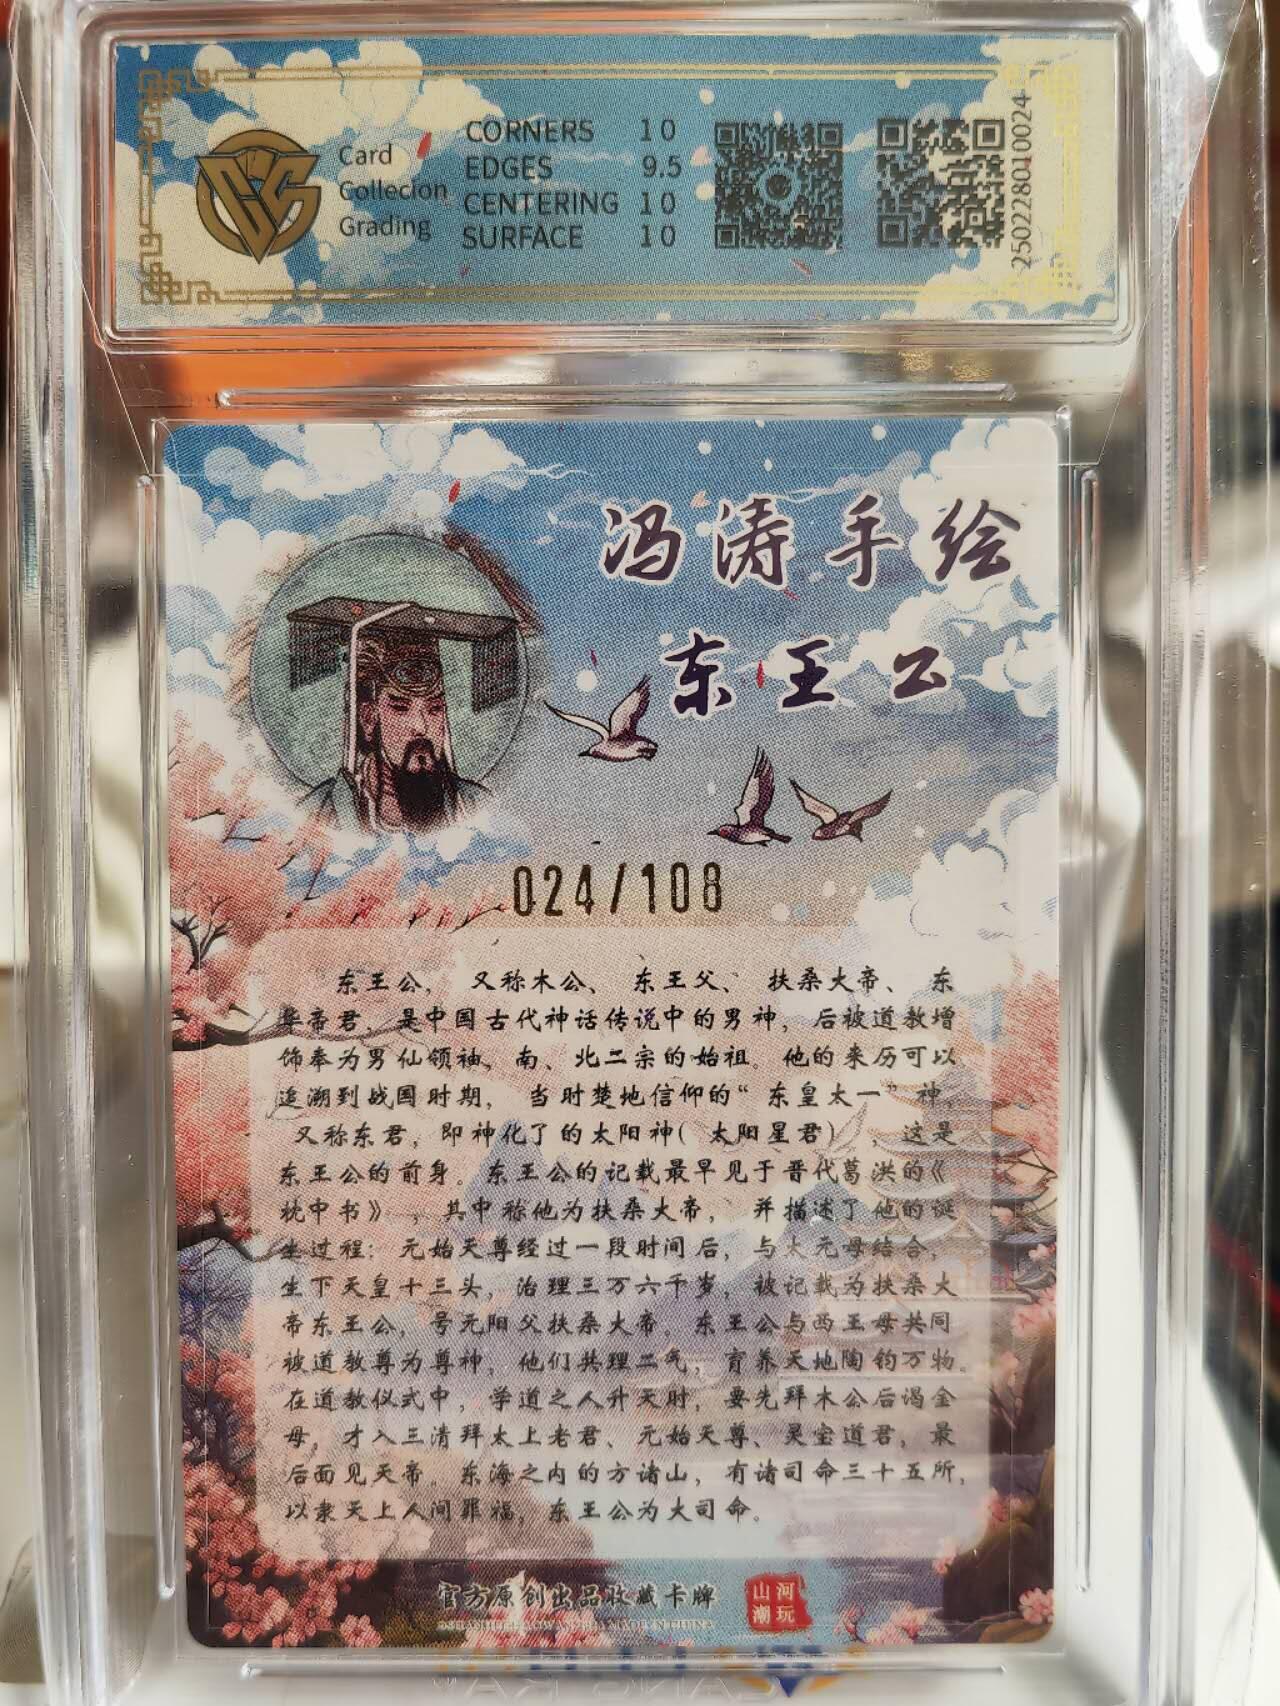 Card
Collecion
Grading
CORNERS 10
EDGES 9.5
CENTERING 10
SURFACE 10
2502228010024
冯涛手绘
东王公
024/108
东王公，又称木公、东王父、扶桑大帝、东
华帝君，是中国古代神话传说中的男神，后被道教增
饰奉为男仙领袖，南、北二宗的始祖。他的来历可以
追溯到战国时期，当时楚地信仰的“东皇太一”神，
又称东君，即神化了的太阳神(太阳星君)，这是
东王公的前身。东王公的记载最早见于晋代葛洪的《
枕中书》，其中称他为扶桑大帝，并描述了他的诞
生过程：元始天尊经过一段时间后，与太元母结合，
生下天皇十三头，治理三万六千岁，被记载为扶桑大
帝东王公，号元阳父扶桑大帝。东王公与西王母共同
被道教尊为尊神，他们共理二气，育养天地陶钧万物。
在道教仪式中，学道之人升天时，要先拜木公后谒金
母，才入三清拜太上老君、元始天尊、灵宝道君，最
后面见天帝。东海之内的方诸山，有诸司命三十五所，
以隶天上人间罪福，东王公为大司命。
官方原创出品收藏卡牌
山河
潮玩